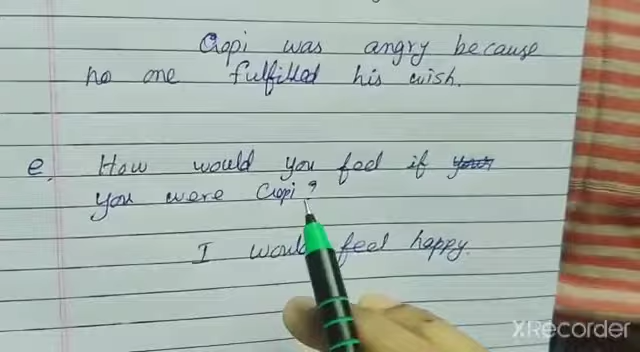 Gopi was angry because
no one fulfilled his wish.
e. How would you feel if your
you were Gopi?
I would feel happy.
XRecorder